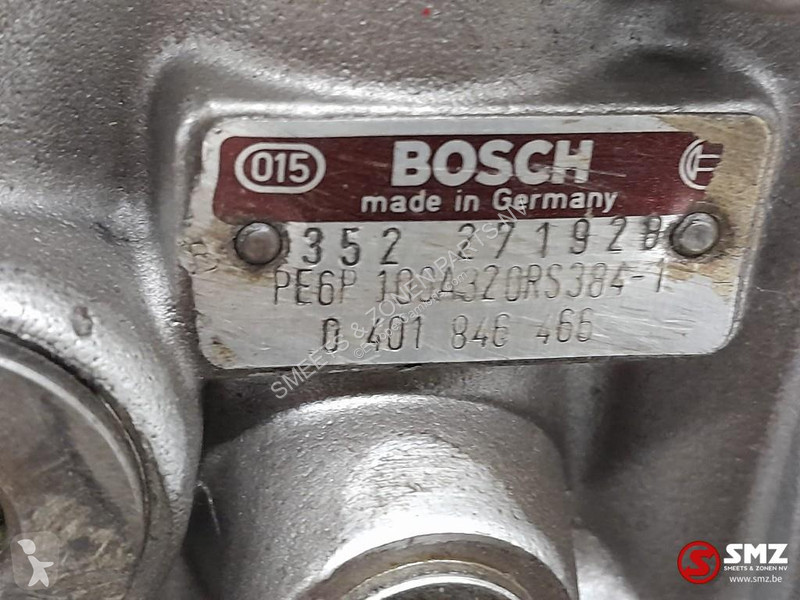 015 BOSCH
made in Germany
352 271928
PE6P 100A320RS384-1
0 401 846 466
SMEETS & ZONEN PARTS NV
SMZ
SMEETS & ZONEN NV
www.smz.be